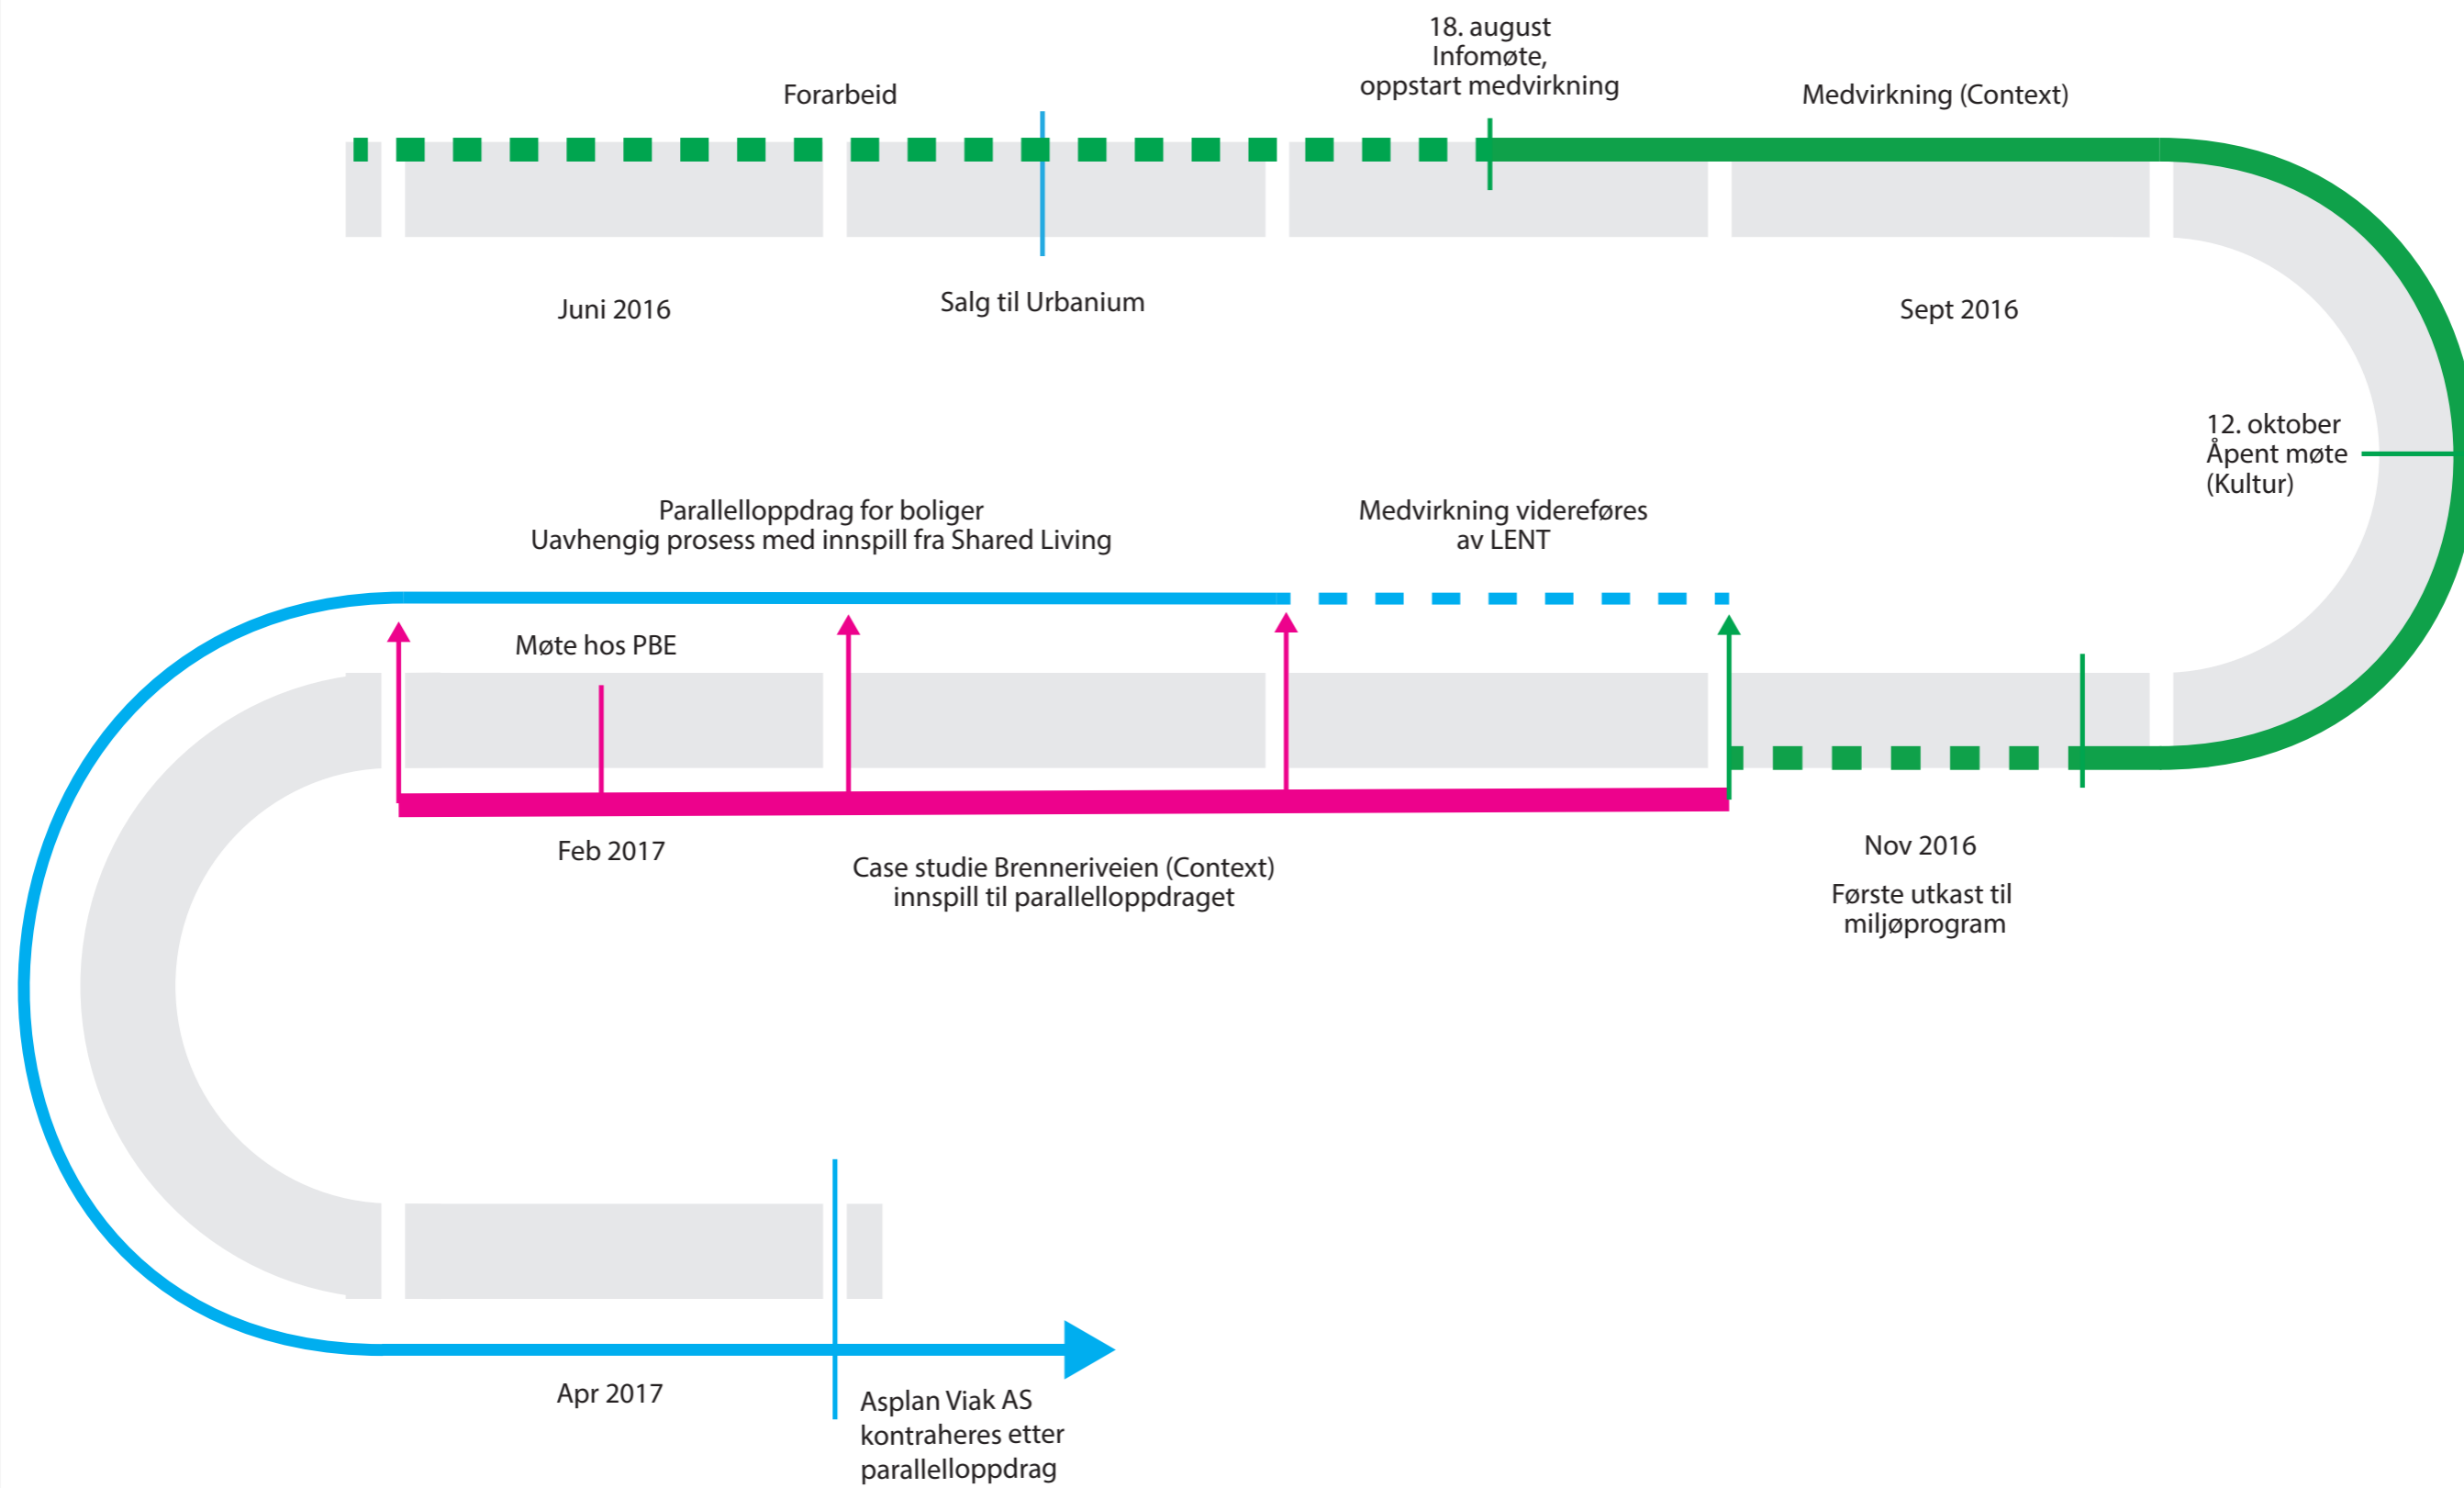 18. august
Infomøte,
oppstart medvirkning
Forarbeid
Medvirkning (Context)
Juni 2016
Salg til Urbanium
Sept 2016
12. oktober
Åpent møte
(Kultur)
Parallelloppdrag for boliger
Uavhengig prosess med innspill fra Shared Living
Medvirkning videreføres
av LENT
Møte hos PBE
Feb 2017
Case studie Brenneriveien (Context)
innspill til parallelloppdraget
Nov 2016
Første utkast til
miljøprogram
Apr 2017
Asplan Viak AS
kontraheres etter
parallelloppdrag